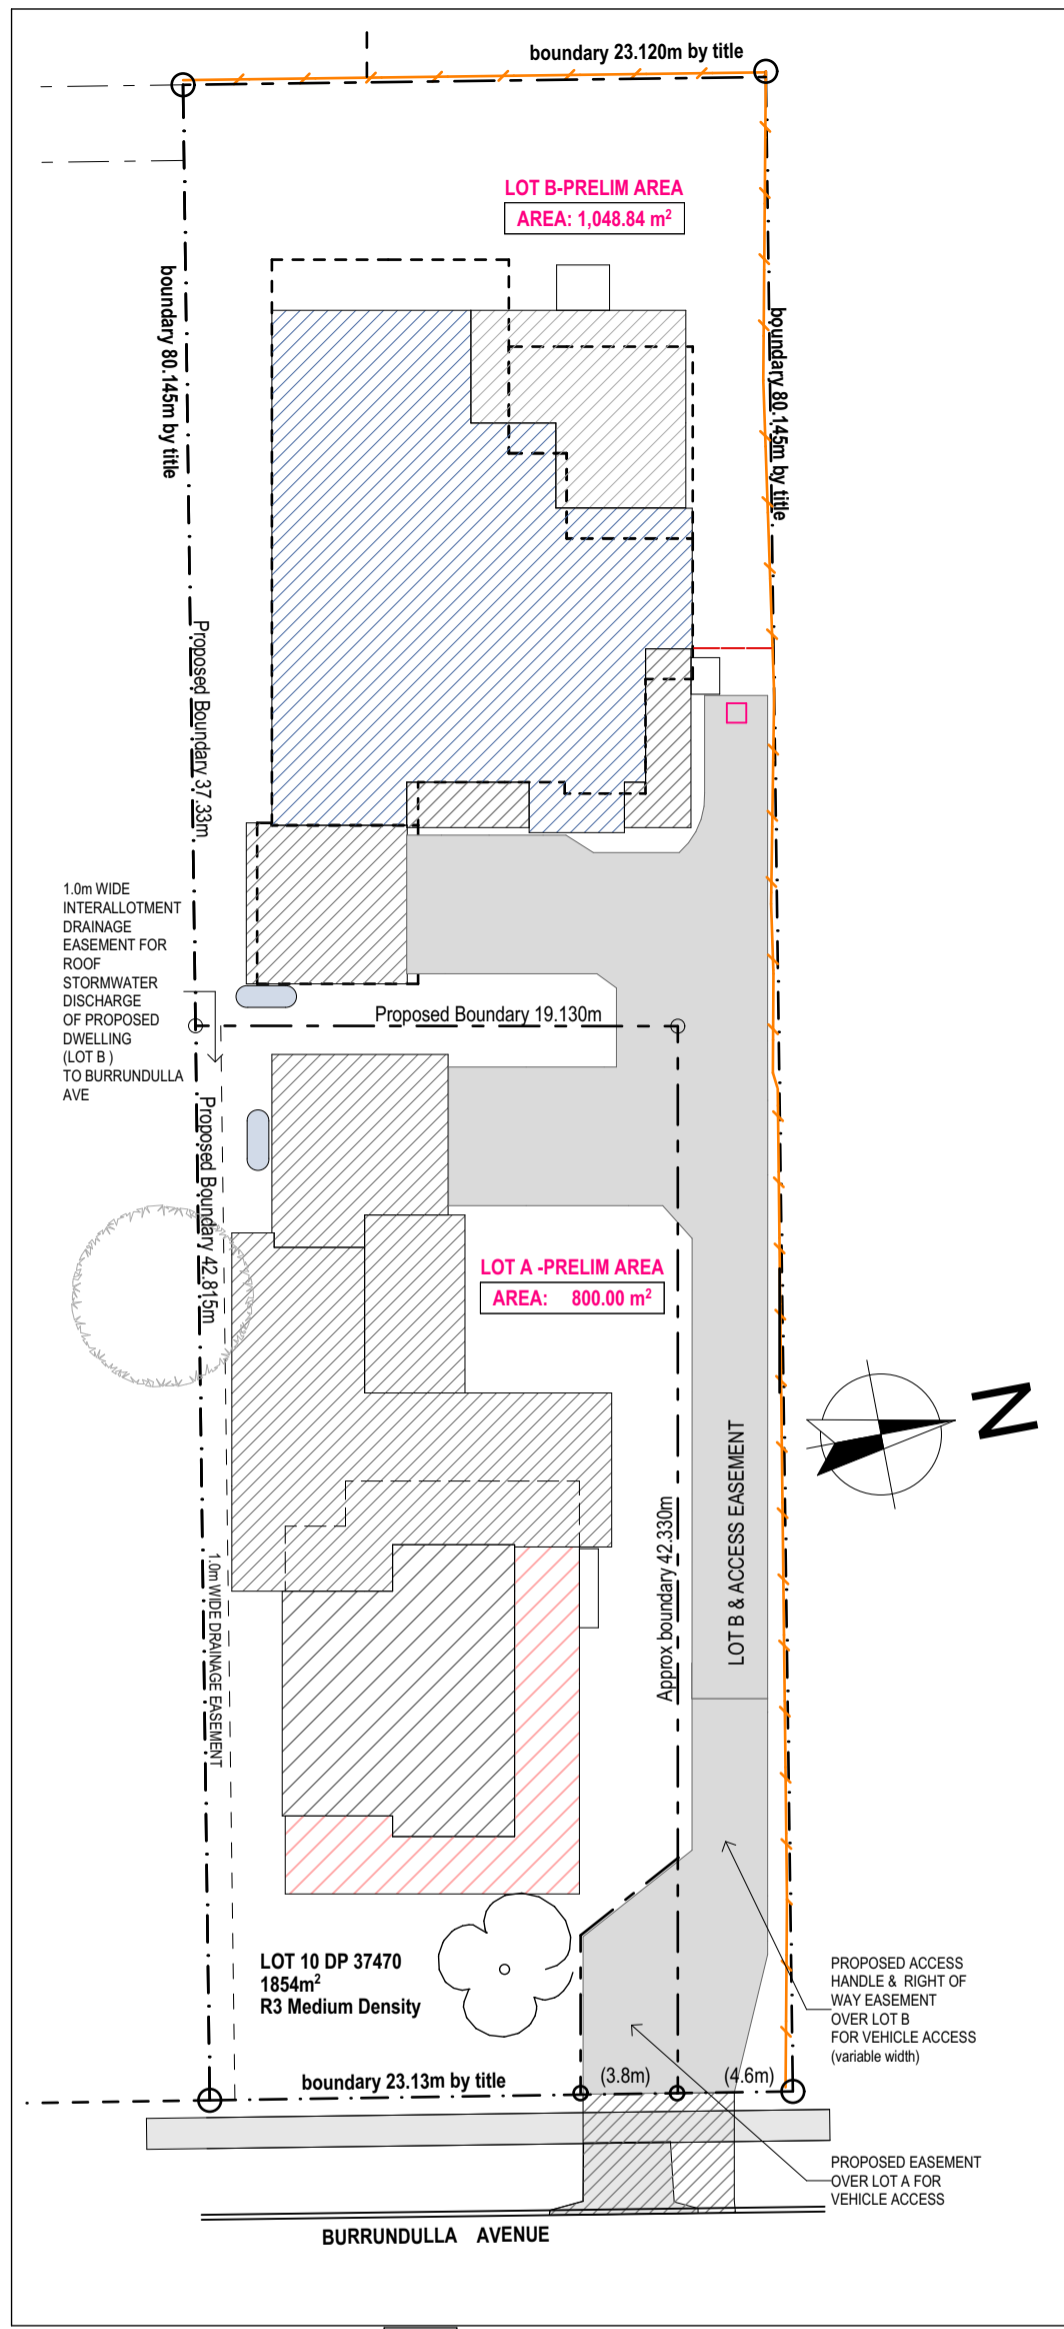 boundary 23.120m by title
LOT B-PRELIM AREA
AREA: 1,048.84 m²
boundary 80.145m by title
boundary 80.145m by title
Proposed Boundary 37.33m
1.0m WIDE
INTERALLOTMENT
DRAINAGE
EASEMENT FOR
ROOF
STORMWATER
DISCHARGE
OF PROPOSED
DWELLING
(LOT B )
TO BURRUNDULLA
AVE
Proposed Boundary 19.130m
Proposed Boundary 42.815m
LOT A -PRELIM AREA
AREA: 800.00 m²
N
LOT B & ACCESS EASEMENT
Approx boundary 42.330m
1.0m WIDE DRAINAGE EASEMENT
LOT 10 DP 37470
1854m²
R3 Medium Density
PROPOSED ACCESS
HANDLE & RIGHT OF
WAY EASEMENT
OVER LOT B
FOR VEHICLE ACCESS
(variable width)
boundary 23.13m by title
(3.8m)
(4.6m)
PROPOSED EASEMENT
OVER LOT A FOR
VEHICLE ACCESS
BURRUNDULLA AVENUE